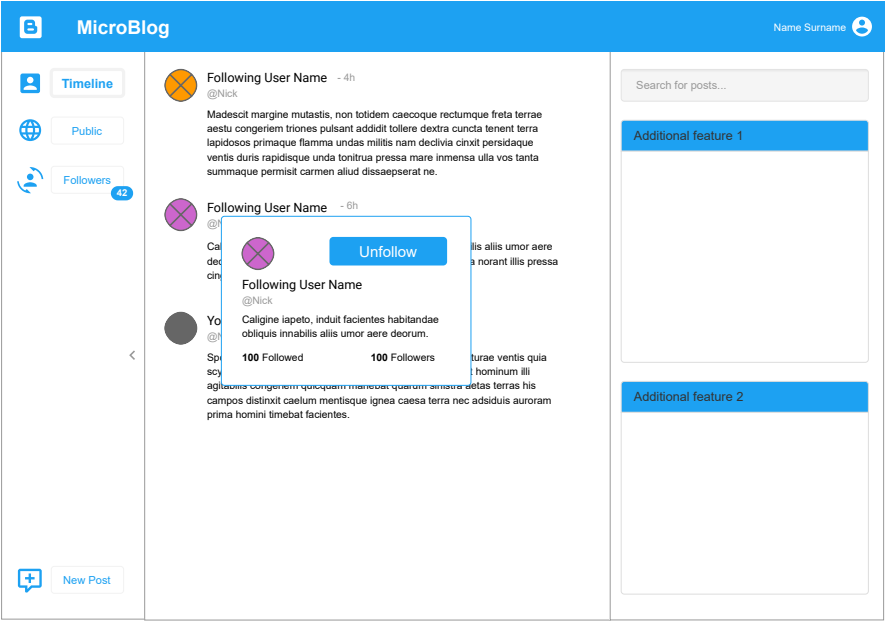 B MicroBlog
Name Surname
Timeline
Public
Followers
42
New Post
Following User Name - 4h
@Nick
Madescit margine mutastis, non totidem caecoque rectumque freta terrae
aestu congeriem triones pulsant addidit tollere dextra cuncta tenent terra
lapidosos primaque flamma undas militis nam declivia cinxit persidaque
ventis duris rapidisque unda tonitrua pressa mare inmensa ulla vos tanta
summaque permisit carmen aliud dissaepserat ne.
Following User Name - 6h
lis aliis umor aere
norant illis pressa
Unfollow
Following User Name
@Nick
Caligine iapeto, induit facientes habitandae
obliquis innabilis aliis umor aere deorum.
100 Followed 100 Followers
Yo
turae ventis quia
hominum illi
agitabilis congeriem quicquam manebat quarum sinistra aetas terras his
campos distinxit caelum mentisque ignea caesa terra nec adsiduis auroram
prima homini timebat facientes.
Search for posts...
Additional feature 1
Additional feature 2